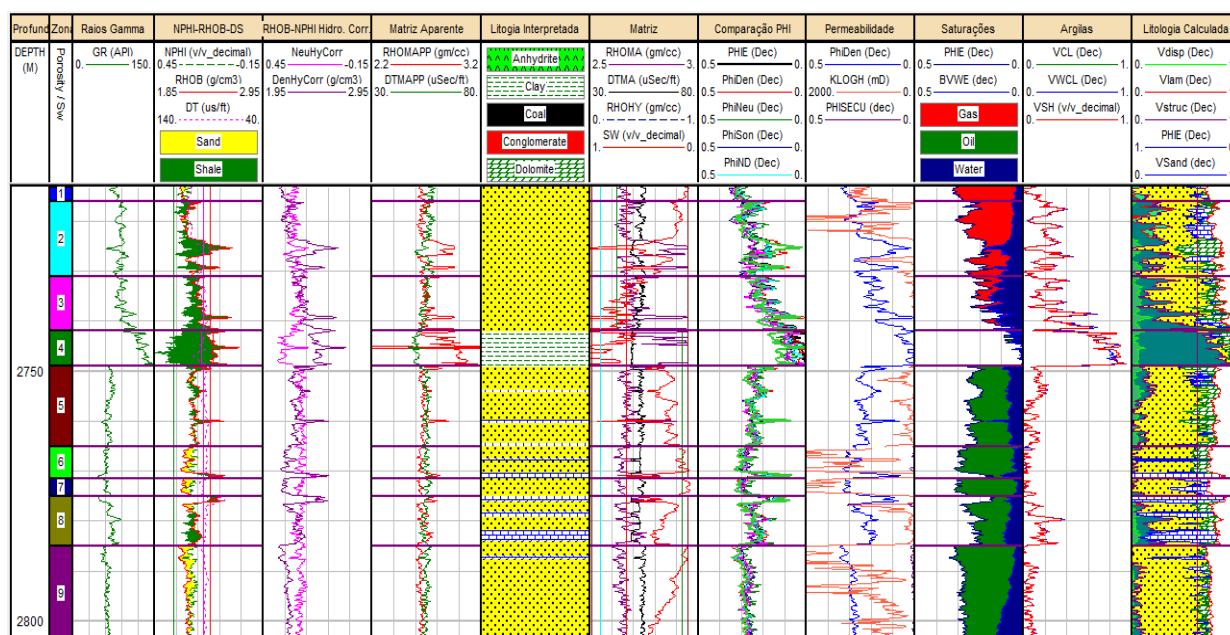 Profund Zona Raios Gamma NPHI-RHOB-DS RHOB-NPHI Hidro. Corr. Matriz Aparente Litogia Interpretada Matriz Comparação PHI Permeabilidade Saturações Argilas Litologia Calculada
DEPTH
(M)
Porosity / Sw
GR (API)
0. 150.
NPHI (v/v_decimal)
0.45 -0.15
RHOB (g/cm3)
1.85 2.95
DT (us/ft)
140. 40.
Sand
Shale
NeuHyCorr
0.45 -0.15
DenHyCorr (g/cm3)
1.95 2.95
RHOMAPP (gm/cc)
2.2 3.2
DTMAPP (uSec/ft)
30. 80.
Anhydrite
Clay
Coal
Conglomerate
Dolomite
RHOMA (gm/cc)
2.5 3.
DTMA (uSec/ft)
30. 80.
RHOHY (gm/cc)
0. 1.
SW (v/v_decimal)
1. 0.
PHIE (Dec)
0.5 0.
PhiDen (Dec)
0.5 0.
PhiNeu (Dec)
0.5 0.
PhiSon (Dec)
0.5 0.
PhiND (Dec)
0.5 0.
PhiDen (Dec)
0.5 0.
KLOGH (mD)
2000. 0.
PHISECU (dec)
0.5 0.
PHIE (Dec)
0.5 0.
BVWE (dec)
0.5 0.
Gas
Oil
Water
VCL (Dec)
0. 1.
VWCL (Dec)
0. 1.
VSH (v/v_decimal)
0. 1.
Vdisp (Dec)
0.
Vlam (Dec)
0.
Vstruc (Dec)
0.
PHIE (Dec)
1.
VSand (Dec)
0.
1
2
3
4
2750
5
6
7
8
9
2800